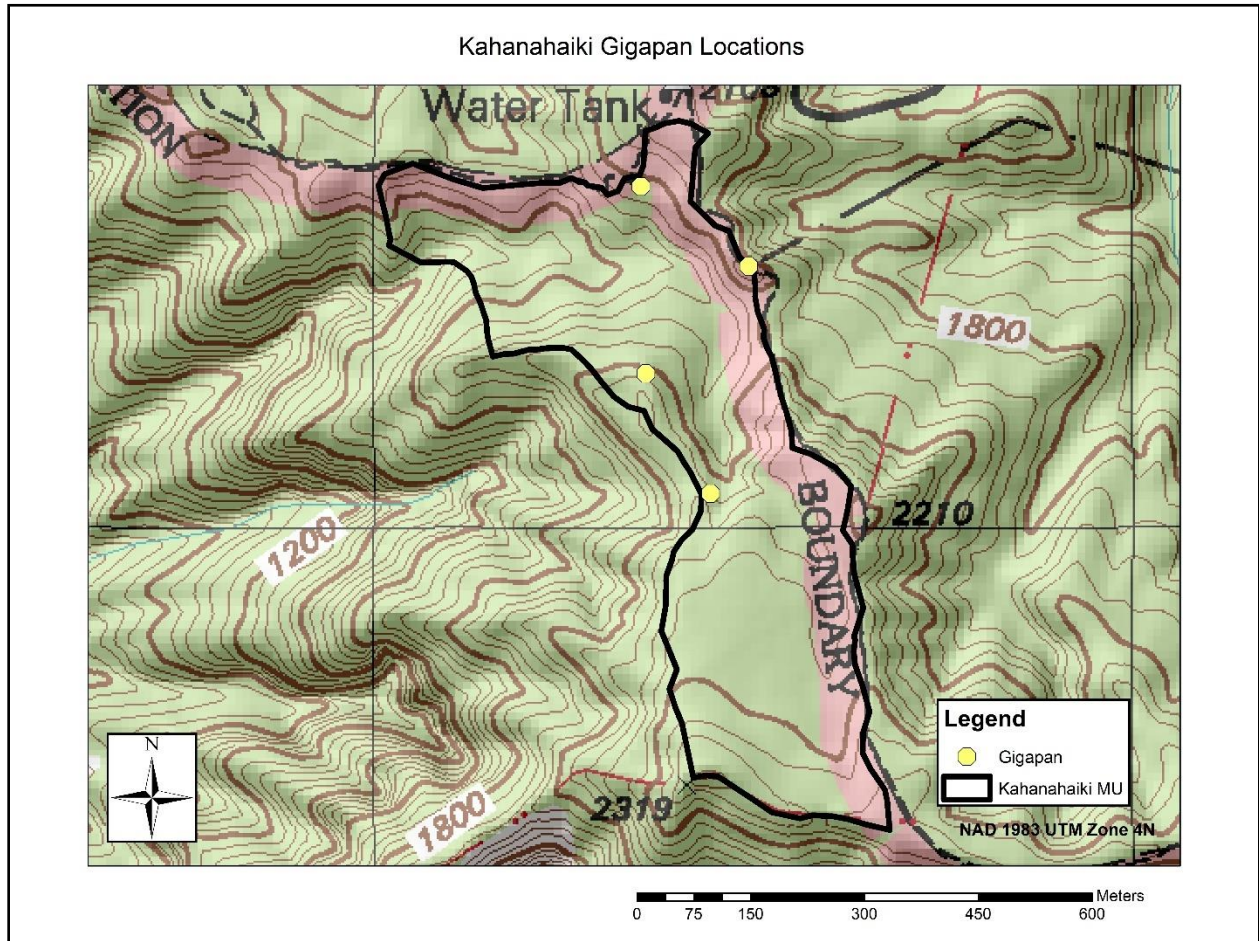 Kahanahaiki Gigapan Locations
Water Tank
1800
2210
BOUNDARY
1200
1800
2319
N
Legend
Gigapan
Kahanahaiki MU
NAD 1983 UTM Zone 4N
Meters
0 75 150 300 450 600